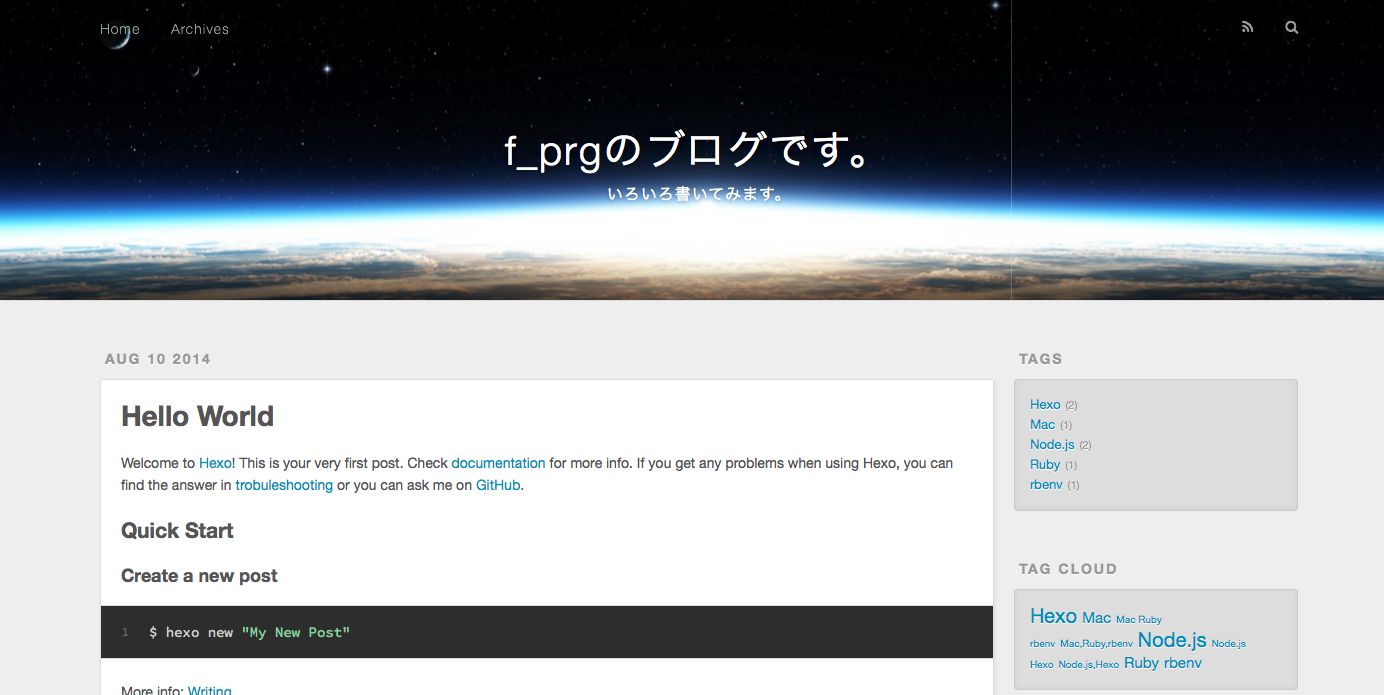 Home Archives
f_prgのブログです。
いろいろ書いてみます。
AUG 10 2014
Hello World
Welcome to Hexo! This is your very first post. Check documentation for more info. If you get any problems when using Hexo, you can
find the answer in trobuleshooting or you can ask me on GitHub.
Quick Start
Create a new post
1 $ hexo new "My New Post"
More info: Writing
TAGS
Hexo (2)
Mac (1)
Node.js (2)
Ruby (1)
rbenv (1)
TAG CLOUD
Hexo Mac Mac Ruby
rbenv Mac,Ruby,rbenv Node.js Node.js
Hexo Node.js,Hexo Ruby rbenv